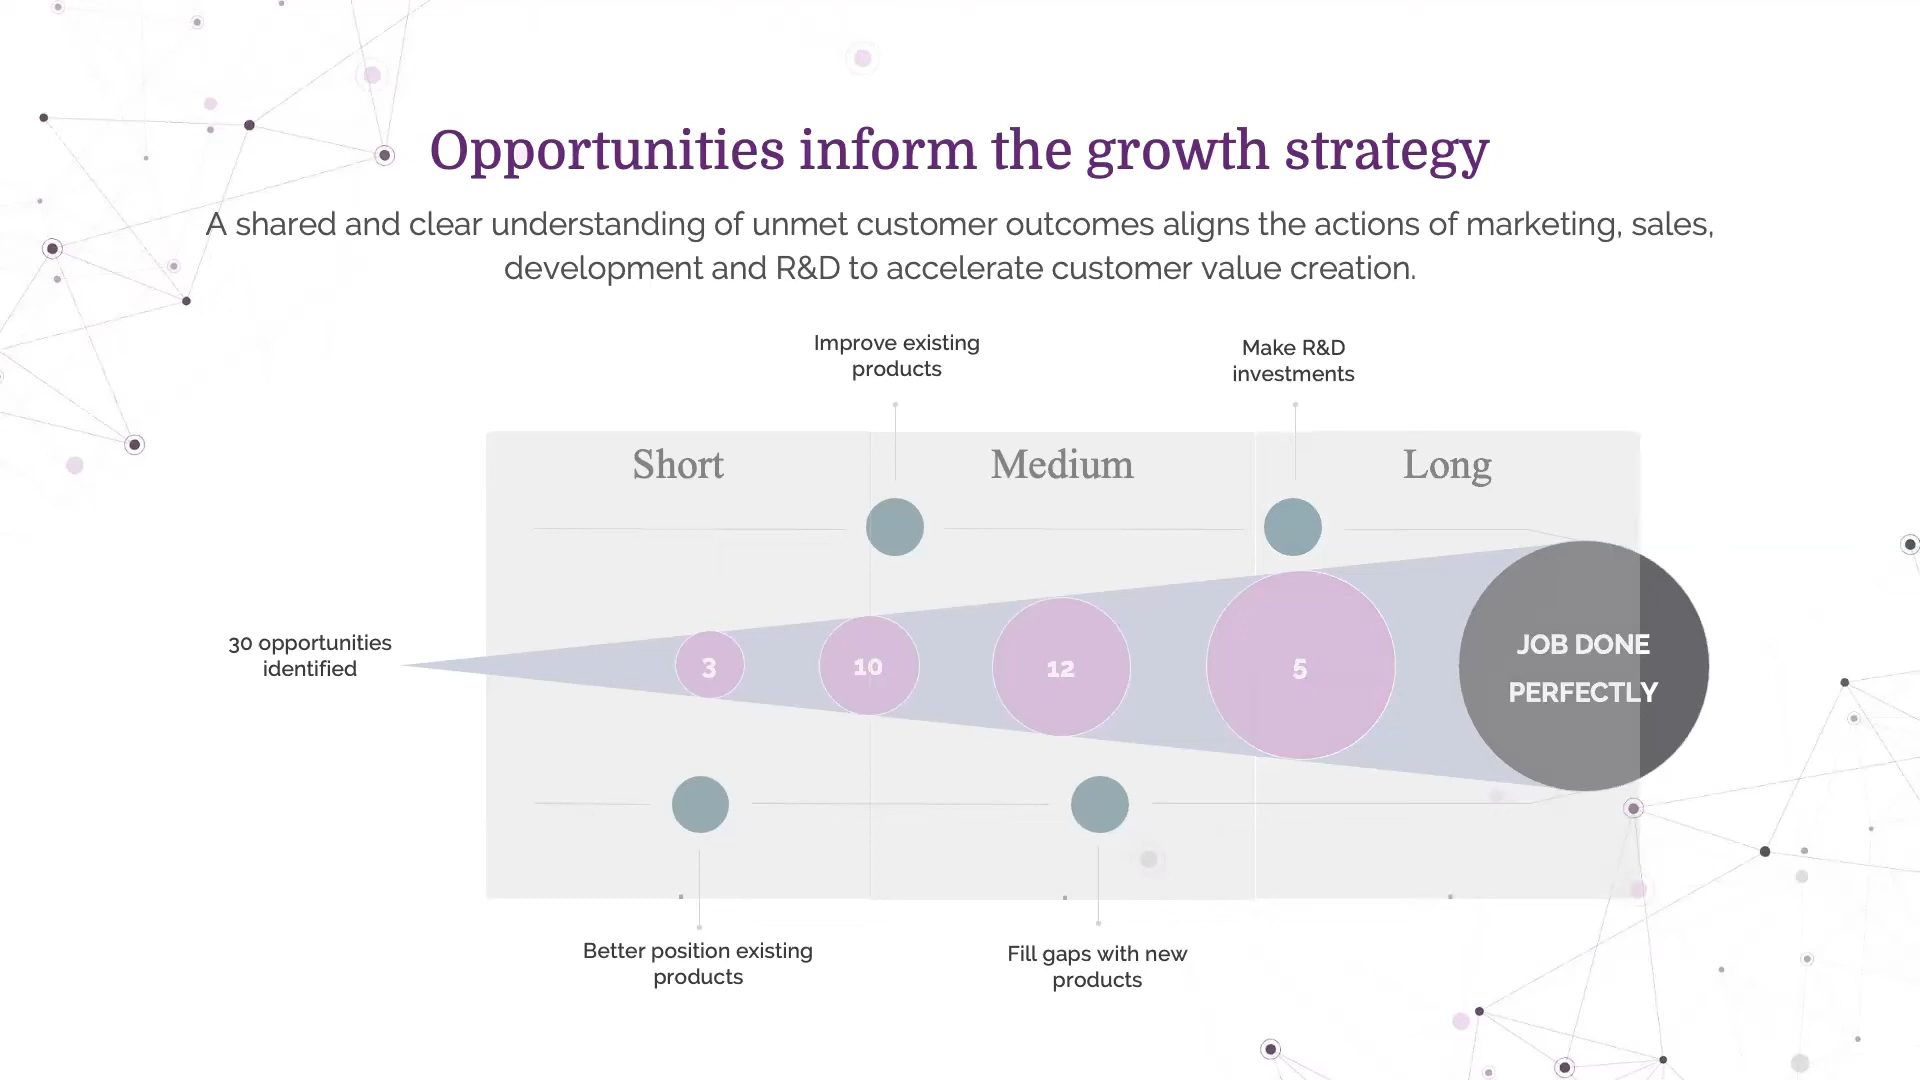 Opportunities inform the growth strategy
A shared and clear understanding of unmet customer outcomes aligns the actions of marketing, sales,
development and R&D to accelerate customer value creation.
Improve existing
products
Make R&D
investments
Short
Medium
Long
30 opportunities
identified
3
10
12
5
JOB DONE
PERFECTLY
Better position existing
products
Fill gaps with new
products